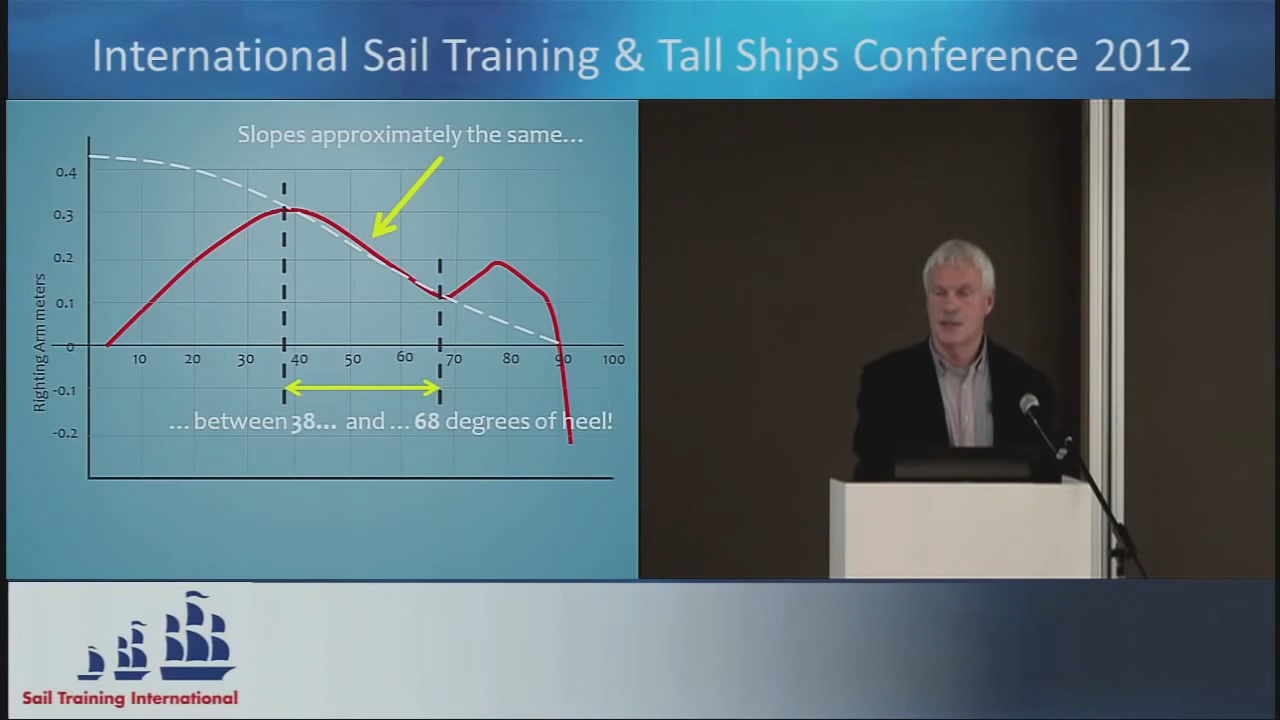 International Sail Training & Tall Ships Conference 2012
Slopes approximately the same...
0.4
0.3
0.2
0.1
0
-0.1
-0.2
Righting Arm meters
10 20 30 40 50 60 70 80 90 100
...between 38... and ... 68 degrees of heel!
Sail Training International